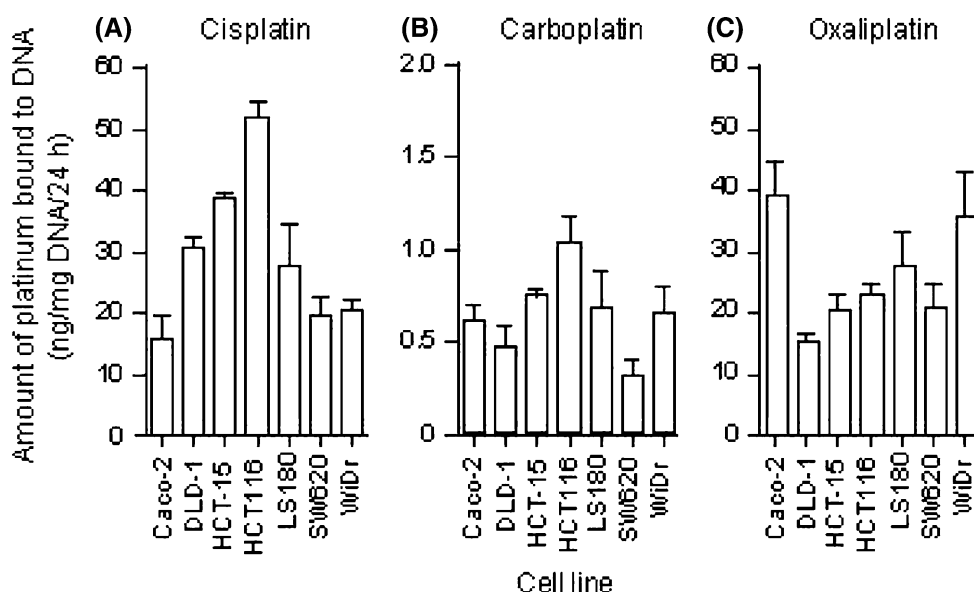 (A) Cisplatin
(B) Carboplatin
(C) Oxaliplatin
Amount of platinum bound to DNA
(ng/mg DNA/24 h)
60
50
40
30
20
10
0
2.0
1.5
1.0
0.5
0
60
50
40
30
20
10
0
Caco-2
DLD-1
HCT-15
HCT116
LS180
SW620
WiDr
Caco-2
DLD-1
HCT-15
HCT116
LS180
SW620
WiDr
Caco-2
DLD-1
HCT-15
HCT116
LS180
SW620
WiDr
Cell line